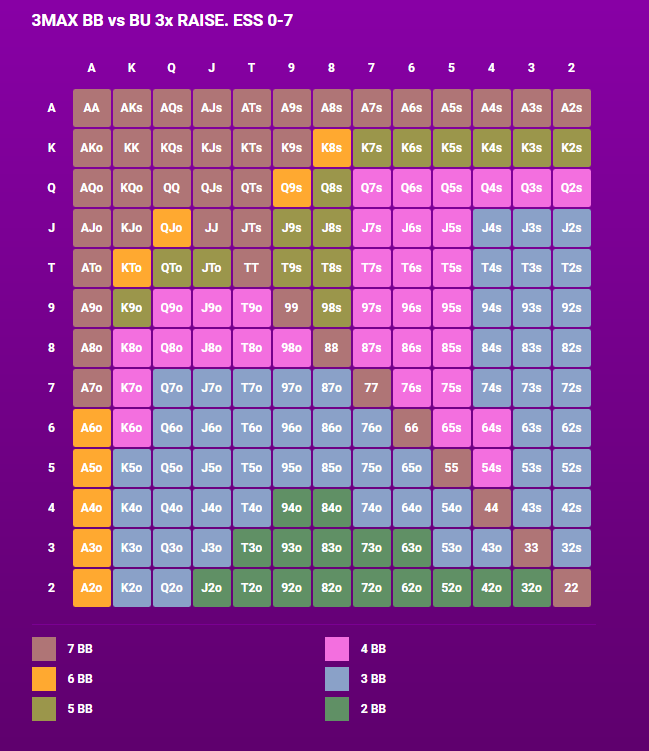 3MAX BB vs BU 3x RAISE. ESS 0-7
A K Q J T 9 8 7 6 5 4 3 2
A AA AKs AQs AJs ATs A9s A8s A7s A6s A5s A4s A3s A2s
K AKo KK KQs KJs KTs K9s K8s K7s K6s K5s K4s K3s K2s
Q AQo KQo QQ QJs QTs Q9s Q8s Q7s Q6s Q5s Q4s Q3s Q2s
J AJo KJo QJo JJ JTs J9s J8s J7s J6s J5s J4s J3s J2s
T ATo KTo QTo JTo TT T9s T8s T7s T6s T5s T4s T3s T2s
9 A9o K9o Q9o J9o T9o 99 98s 97s 96s 95s 94s 93s 92s
8 A8o K8o Q8o J8o T8o 98o 88 87s 86s 85s 84s 83s 82s
7 A7o K7o Q7o J7o T7o 97o 87o 77 76s 75s 74s 73s 72s
6 A6o K6o Q6o J6o T6o 96o 86o 76o 66 65s 64s 63s 62s
5 A5o K5o Q5o J5o T5o 95o 85o 75o 65o 55 54s 53s 52s
4 A4o K4o Q4o J4o T4o 94o 84o 74o 64o 54o 44 43s 42s
3 A3o K3o Q3o J3o T3o 93o 83o 73o 63o 53o 43o 33 32s
2 A2o K2o Q2o J2o T2o 92o 82o 72o 62o 52o 42o 32o 22
7 BB 4 BB
6 BB 3 BB
5 BB 2 BB